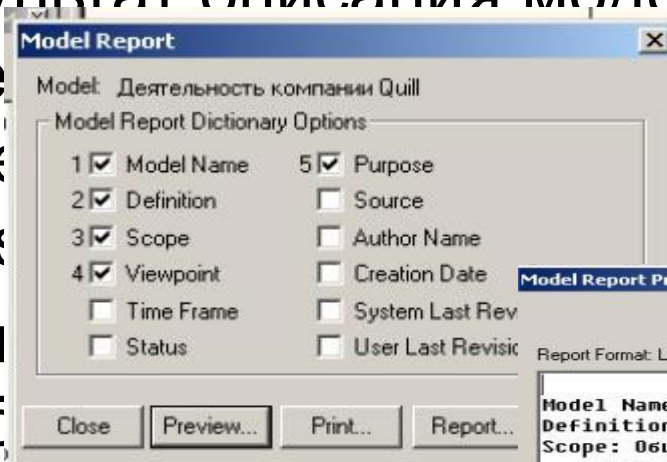 Model Report
Model: Деятельность компании Quill
Model Report Dictionary Options
1 Model Name 5 Purpose
2 Definition Source
3 Scope Author Name
4 Viewpoint Creation Date
Time Frame System Last Rev
Status User Last Revisio
Model Report Pr
Report Format: L
Close Preview... Print... Report...
Model Name
Definition
Scope: